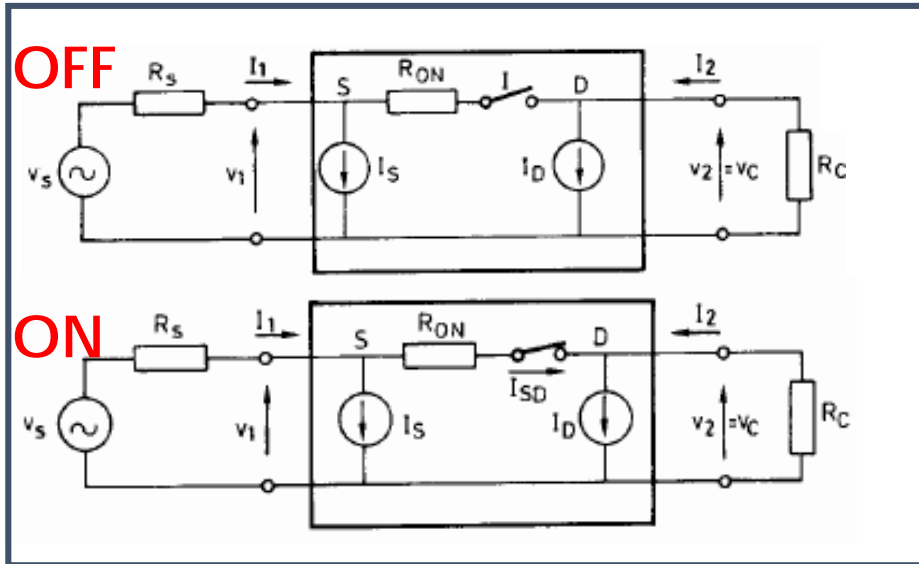 OFF
Rs I1 S RON I D I2
vs v1 IS ID v2 =vC RC
ON
Rs I1 S RON D I2
ISD
vs v1 IS ID v2 =vC RC